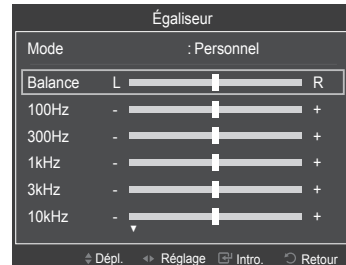 Égaliseur
Mode : Personnel
Balance L R
100Hz - +
300Hz - +
1kHz - +
3kHz - +
10kHz - +
Dépl. Réglage Intro. Retour